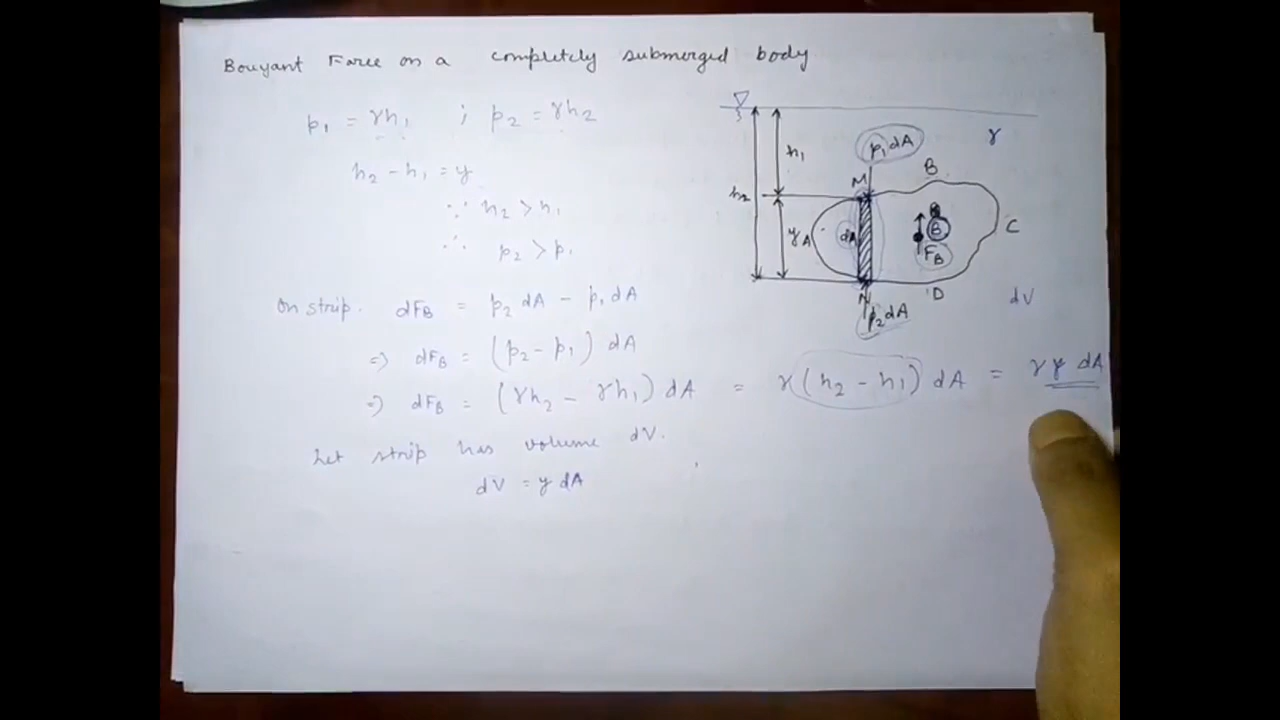 Bouyant Force on a completely submerged body
p₁ = γh₁ ; p₂ = γh₂
h₂ - h₁ = y
∵ h₂ > h₁
∴ p₂ > p₁
On strip. dF_B = p₂ dA - p₁ dA
=) dF_B = (p₂ - p₁) dA
=) dF_B = (γh₂ - γh₁) dA = γ(h₂ - h₁) dA = γ y dA
Let strip has volume dV.
dV = y dA
γ
p₁dA
h₁
M
B
h₂
y
A
dA
B
C
F_B
N
D
dV
p₂dA